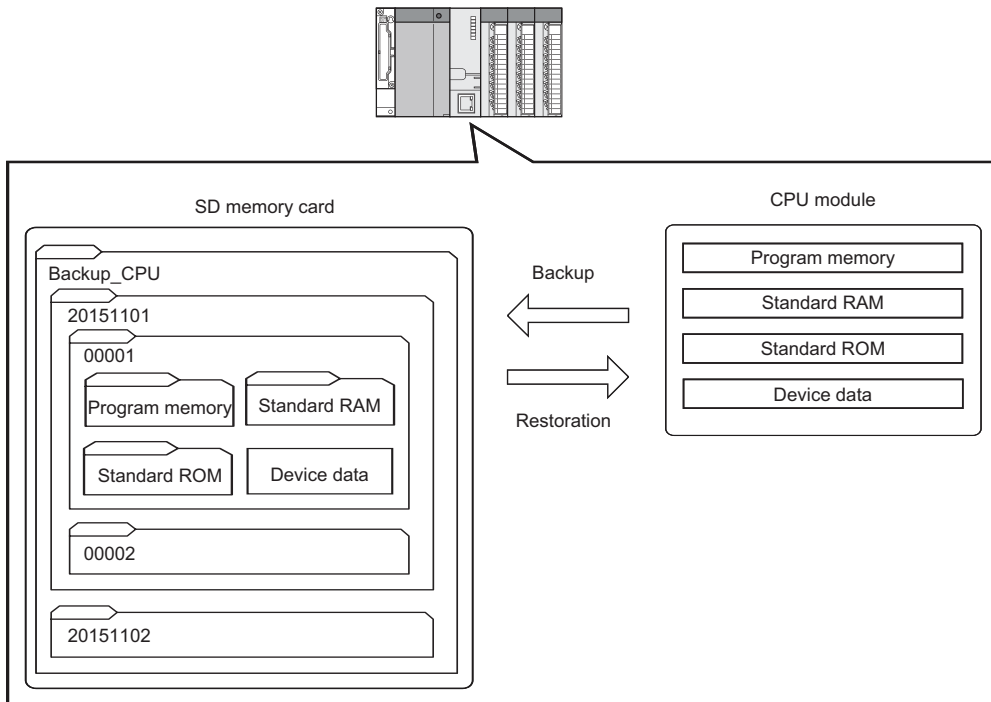 SD memory card
Backup_CPU
20151101
00001
Program memory
Standard RAM
Standard ROM
Device data
00002
20151102
Backup
Restoration
CPU module
Program memory
Standard RAM
Standard ROM
Device data